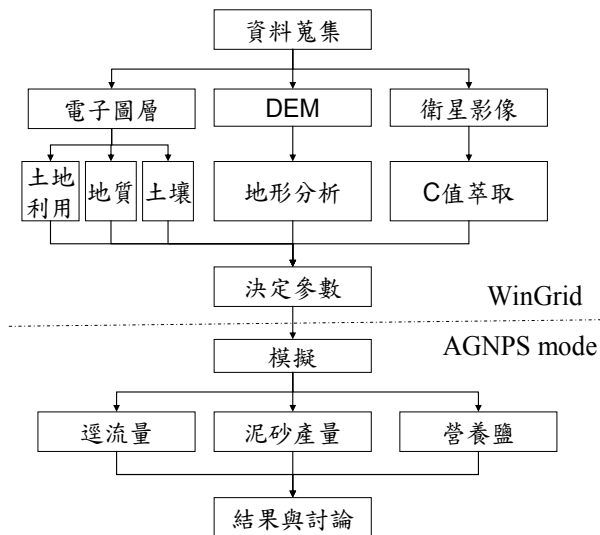 資料蒐集
電子圖層
DEM
衛星影像
土地
利用
地質
土壤
地形分析
C值萃取
決定參數
WinGrid
AGNPS mode
模擬
逕流量
泥砂產量
營養鹽
結果與討論